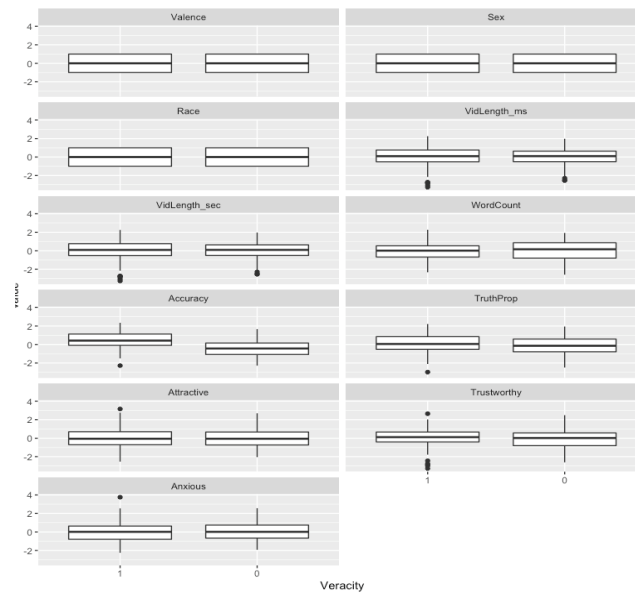 Valence
Sex
4
2
0
-2
Race
VidLength_ms
4
2
0
-2
VidLength_sec
WordCount
4
2
0
-2
Accuracy
TruthProp
4
2
0
-2
Attractive
Trustworthy
4
2
0
-2
Anxious
1
0
4
2
0
-2
1
0
Veracity